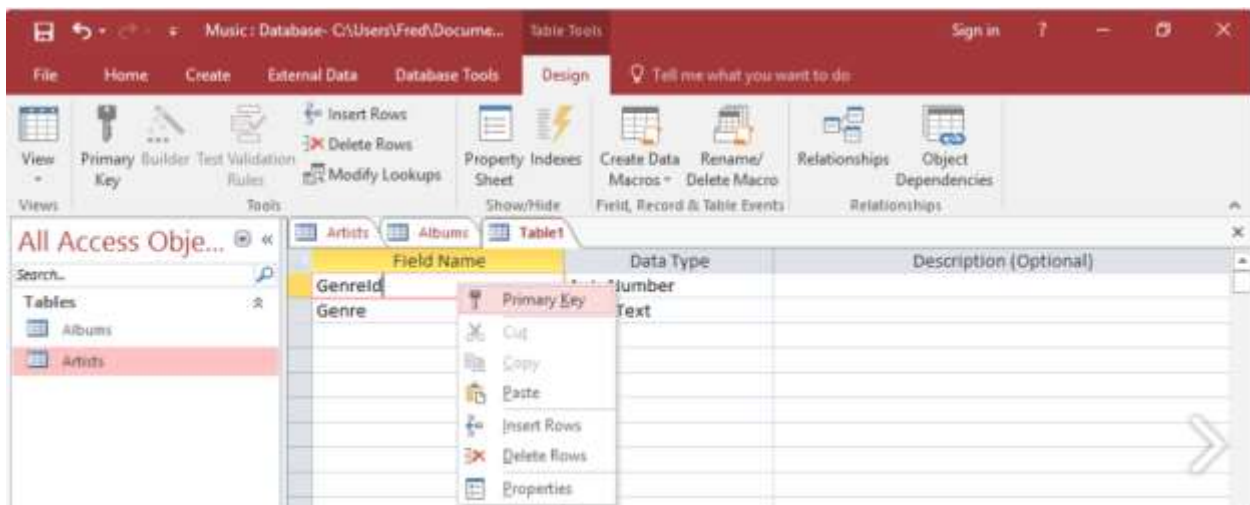 Music : Database- C:\Users\Fred\Docume... Table Tools Sign in ?
File Home Create External Data Database Tools Design Tell me what you want to do
View Primary Key Builder Test Validation Rules Insert Rows Delete Rows Modify Lookups Property Sheet Indexes Create Data Macros Rename/ Delete Macro Relationships Object Dependencies
Views Tools Show/Hide Field, Record & Table Events Relationships
All Access Obje... « Artists Albums Table1
Search..
Field Name Data Type Description (Optional)
GenreId Number
Tables
Genre Text
Albums
Artists
Primary Key
Cut
Copy
Paste
Insert Rows
Delete Rows
Properties